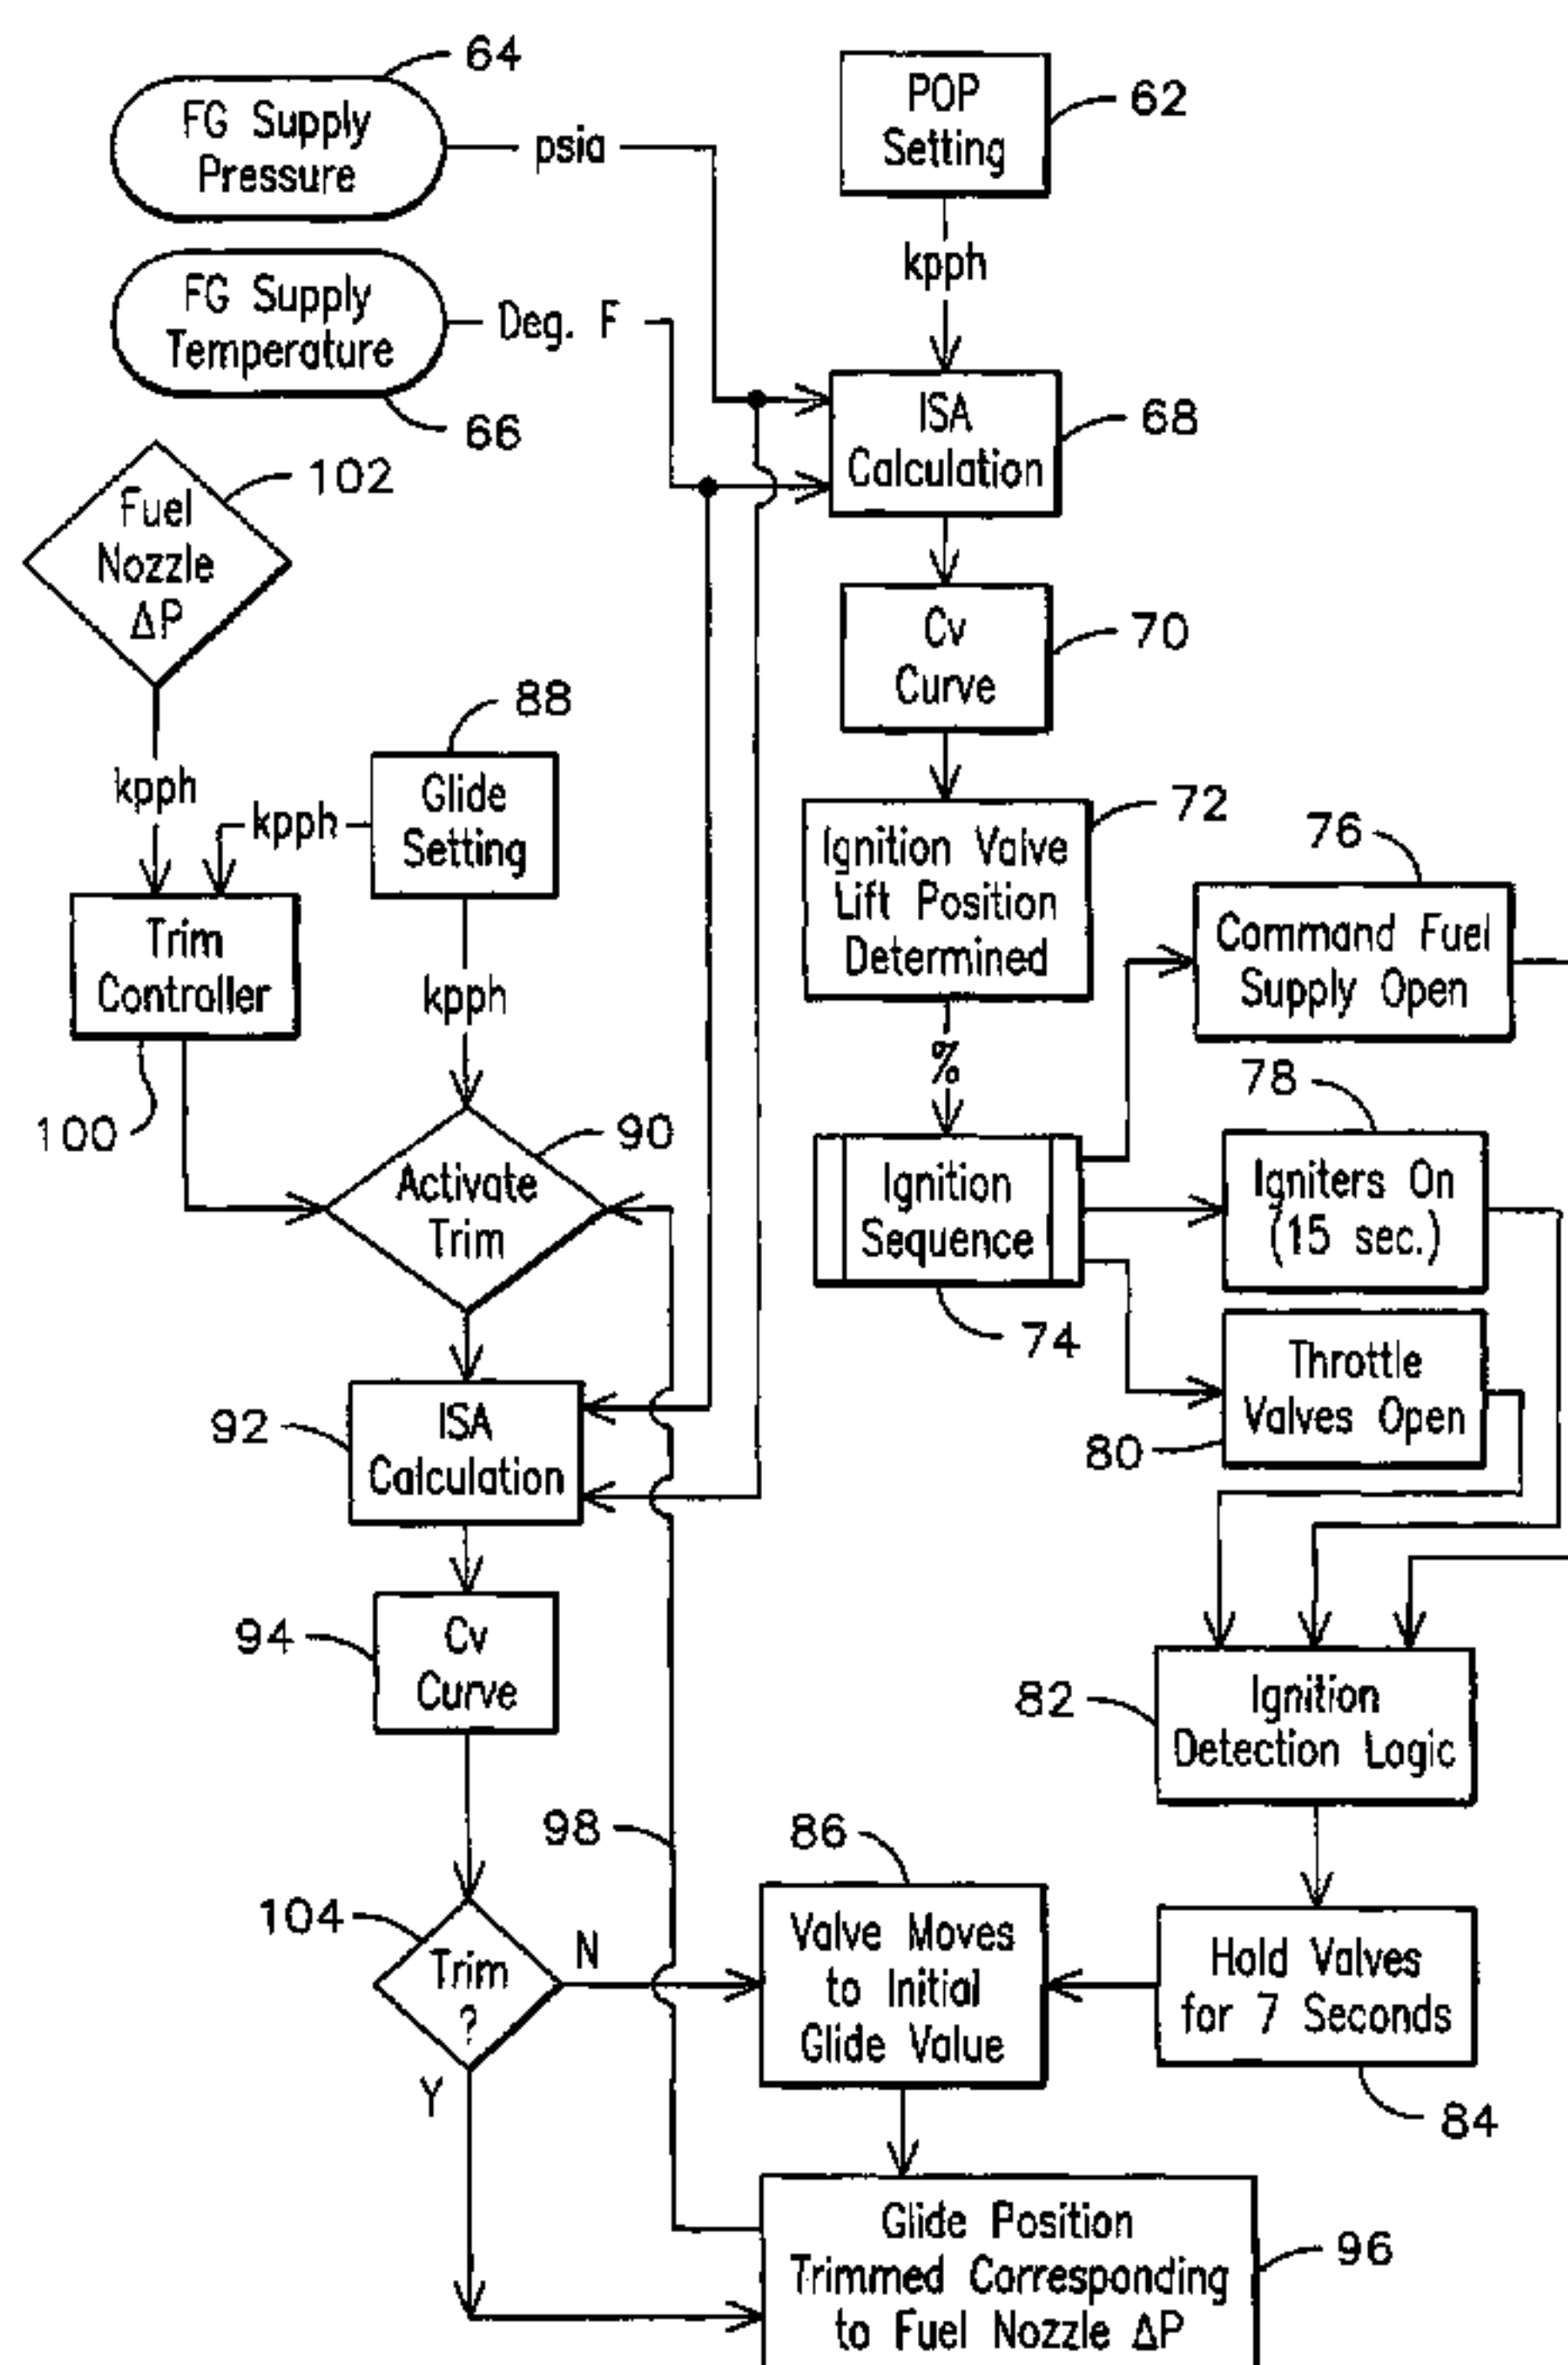 64
FG Supply
Pressure
psia
POP
Setting
62
kpph
FG Supply
Temperature
Deg. F
66
ISA
Calculation
68
102
Fuel
Nozzle
ΔP
Cv
Curve
70
88
kpph
kpph
Glide
Setting
72
Ignition Valve
Lift Position
Determined
76
Command Fuel
Supply Open
Trim
Controller
kpph
%
100
90
Activate
Trim
78
Igniters On
(15 sec.)
Ignition
Sequence
74
Throttle
Valves Open
80
92
ISA
Calculation
94
Cv
Curve
82
Ignition
Detection Logic
98
86
104
Trim
?
N
Y
Valve Moves
to Initial
Glide Value
Hold Valves
for 7 Seconds
84
Glide Position
Trimmed Corresponding
to Fuel Nozzle ΔP
96